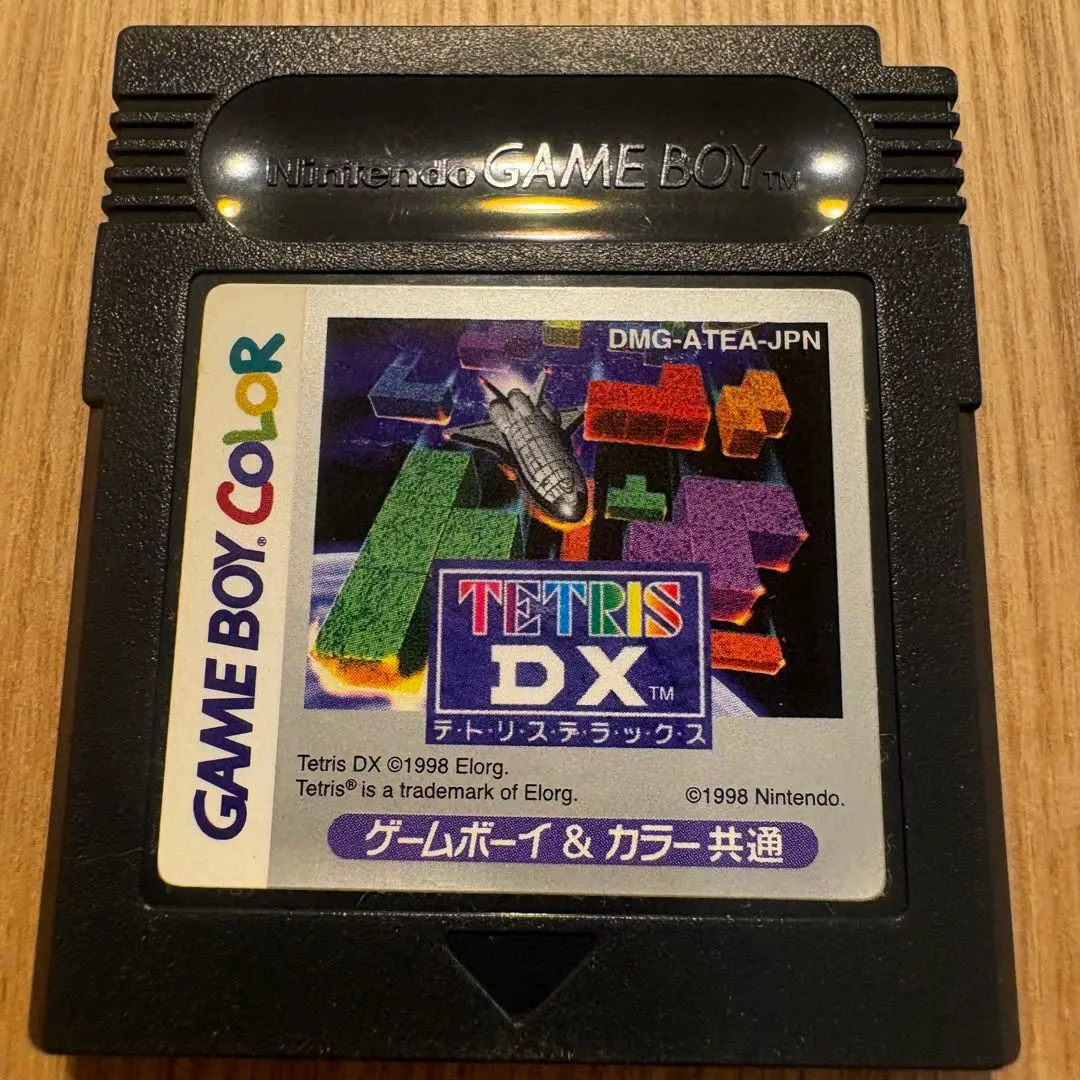 Nintendo GAME BOY™
GAME BOY® COLOR
DMG-ATEA-JPN
TETRIS
DX™
テ・ト・リ・ス・デ・ラ・ッ・ク・ス
Tetris DX ©1998 Elorg.
Tetris® is a trademark of Elorg.
©1998 Nintendo.
ゲームボーイ & カラー共通